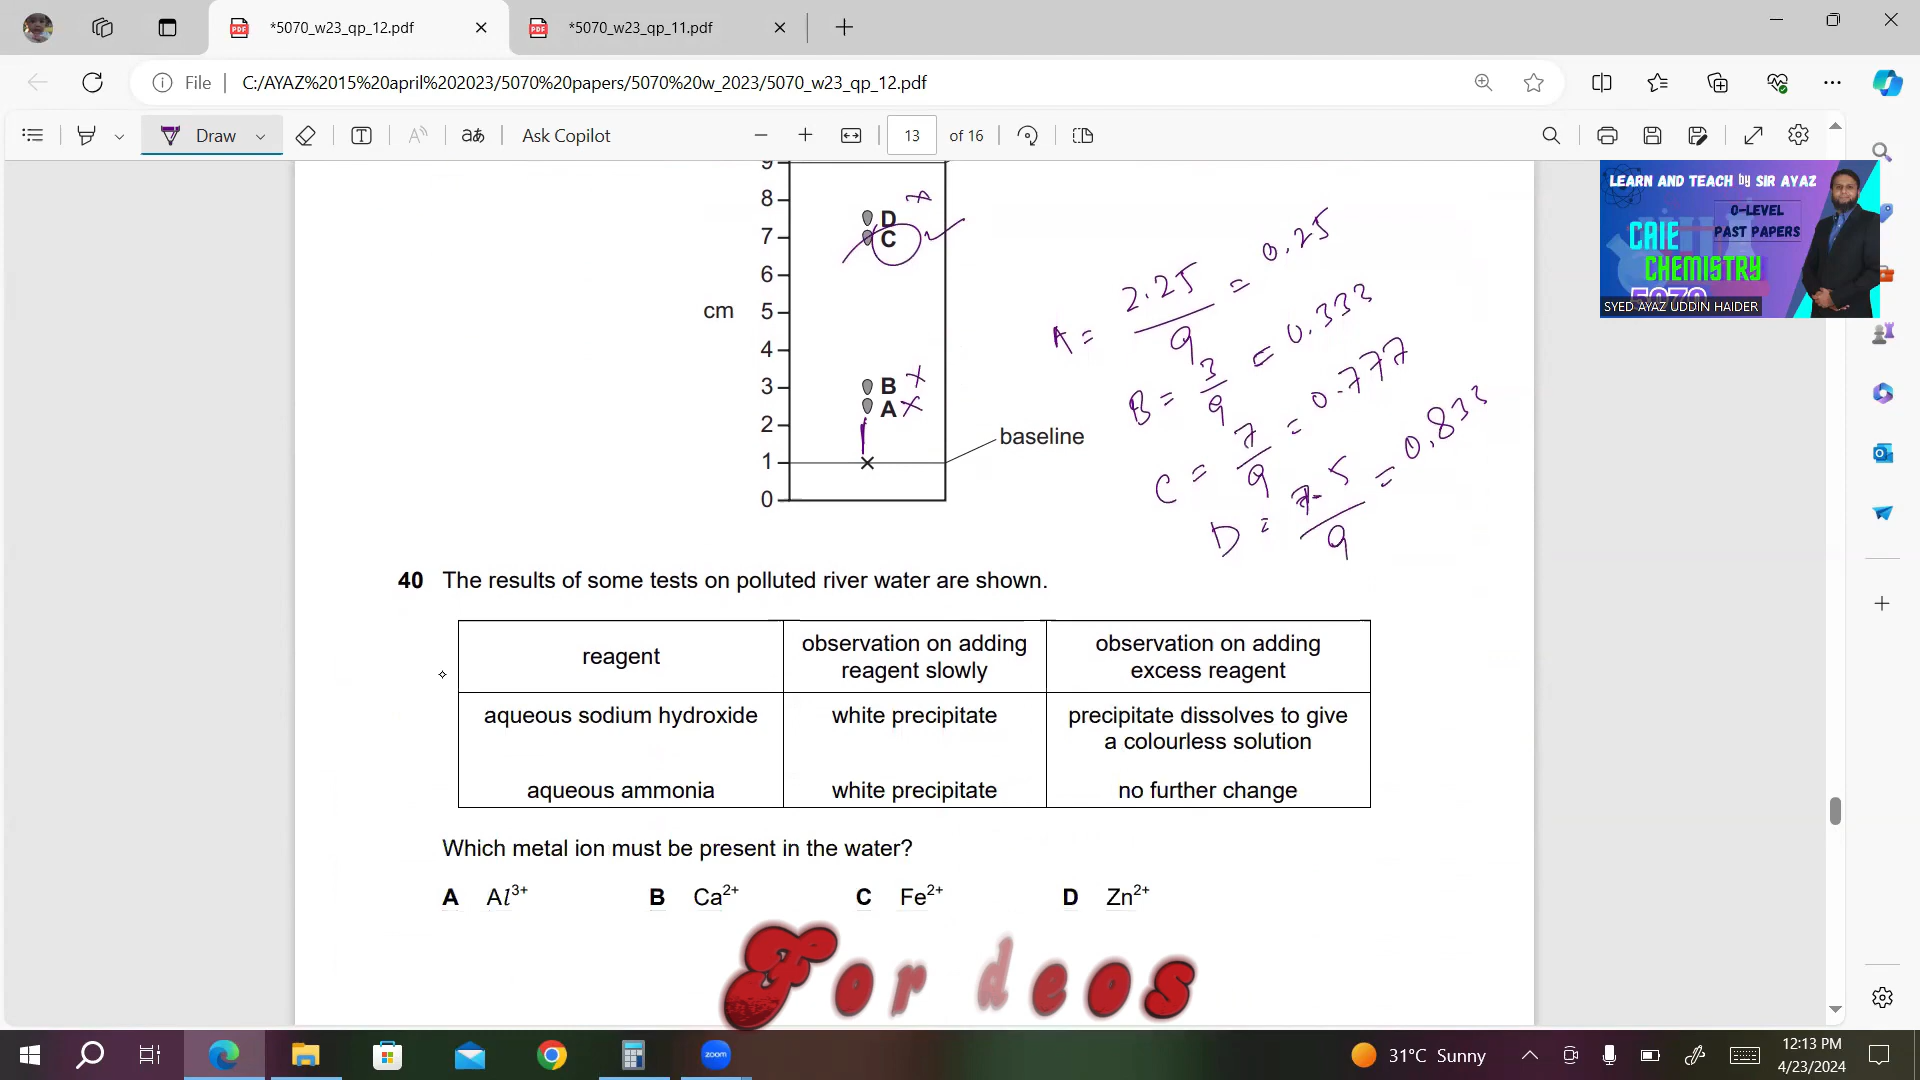 *5070_w23_qp_12.pdf
*5070_w23_qp_11.pdf
File
C:/AYAZ%2015%20april%202023/5070%20papers/5070%20w_2023/5070_w23_qp_12.pdf
Draw
aあ
Ask Copilot
13 of 16
LEARN AND TEACH by SIR AYAZ
O-LEVEL
PAST PAPERS
CAIE
CHEMISTRY
5070
SYED AYAZ UDDIN HAIDER
9
8
7
6
cm 5
4
3
2
1
0
D
C
B
A
baseline
A = 2.25/9 = 0.25
B = 3/9 = 0.333
C = 7/9 = 0.777
D = 7.5/9 = 0.833
40 The results of some tests on polluted river water are shown.
reagent
observation on adding
reagent slowly
observation on adding
excess reagent
aqueous sodium hydroxide
white precipitate
precipitate dissolves to give
a colourless solution
aqueous ammonia
white precipitate
no further change
Which metal ion must be present in the water?
A Al3+ B Ca2+ C Fe2+ D Zn2+
For deos
zoom
31°C Sunny
12:13 PM
4/23/2024